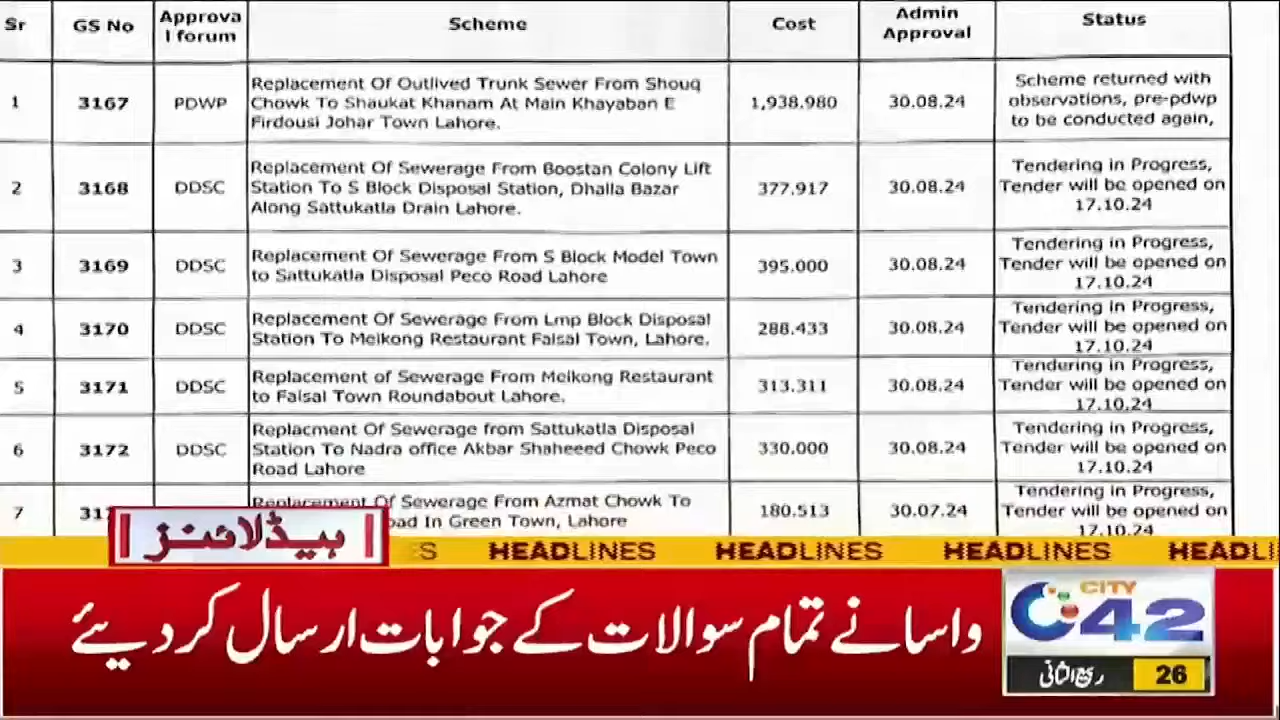 Sr GS No Approva l forum Scheme Cost Admin Approval Status
1 3167 PDWP Replacement Of Outlived Trunk Sewer From Shouq Chowk To Shaukat Khanam At Main Khayaban E Firdousi Johar Town Lahore. 1,938.980 30.08.24 Scheme returned with observations, pre-pdwp to be conducted again,
2 3168 DDSC Replacement Of Sewerage From Boostan Colony Lift Station To S Block Disposal Station, Dhalla Bazar Along Sattukatla Drain Lahore. 377.917 30.08.24 Tendering in Progress, Tender will be opened on 17.10.24
3 3169 DDSC Replacement Of Sewerage From S Block Model Town to Sattukatla Disposal Peco Road Lahore 395.000 30.08.24 Tendering in Progress, Tender will be opened on 17.10.24
4 3170 DDSC Replacement Of Sewerage From Lmp Block Disposal Station To Meikong Restaurant Faisal Town, Lahore. 288.433 30.08.24 Tendering in Progress, Tender will be opened on 17.10.24
5 3171 DDSC Replacement of Sewerage From Meikong Restaurant to Faisal Town Roundabout Lahore. 313.311 30.08.24 Tendering in Progress, Tender will be opened on 17.10.24
6 3172 DDSC Replacment Of Sewerage from Sattukatla Disposal Station To Nadra office Akbar Shaheeed Chowk Peco Road Lahore 330.000 30.08.24 Tendering in Progress, Tender will be opened on 17.10.24
7 Replacement Of Sewerage From Azmat Chowk To In Green Town, Lahore 180.513 30.07.24 Tendering in Progress, Tender will be opened on 17.10.24
ہیڈلائنز
HEADLINES HEADLINES HEADLINES
واسا نے تمام سوالات کے جوابات ارسال کر دیئے
CITY 42
ربیع الثانی 26